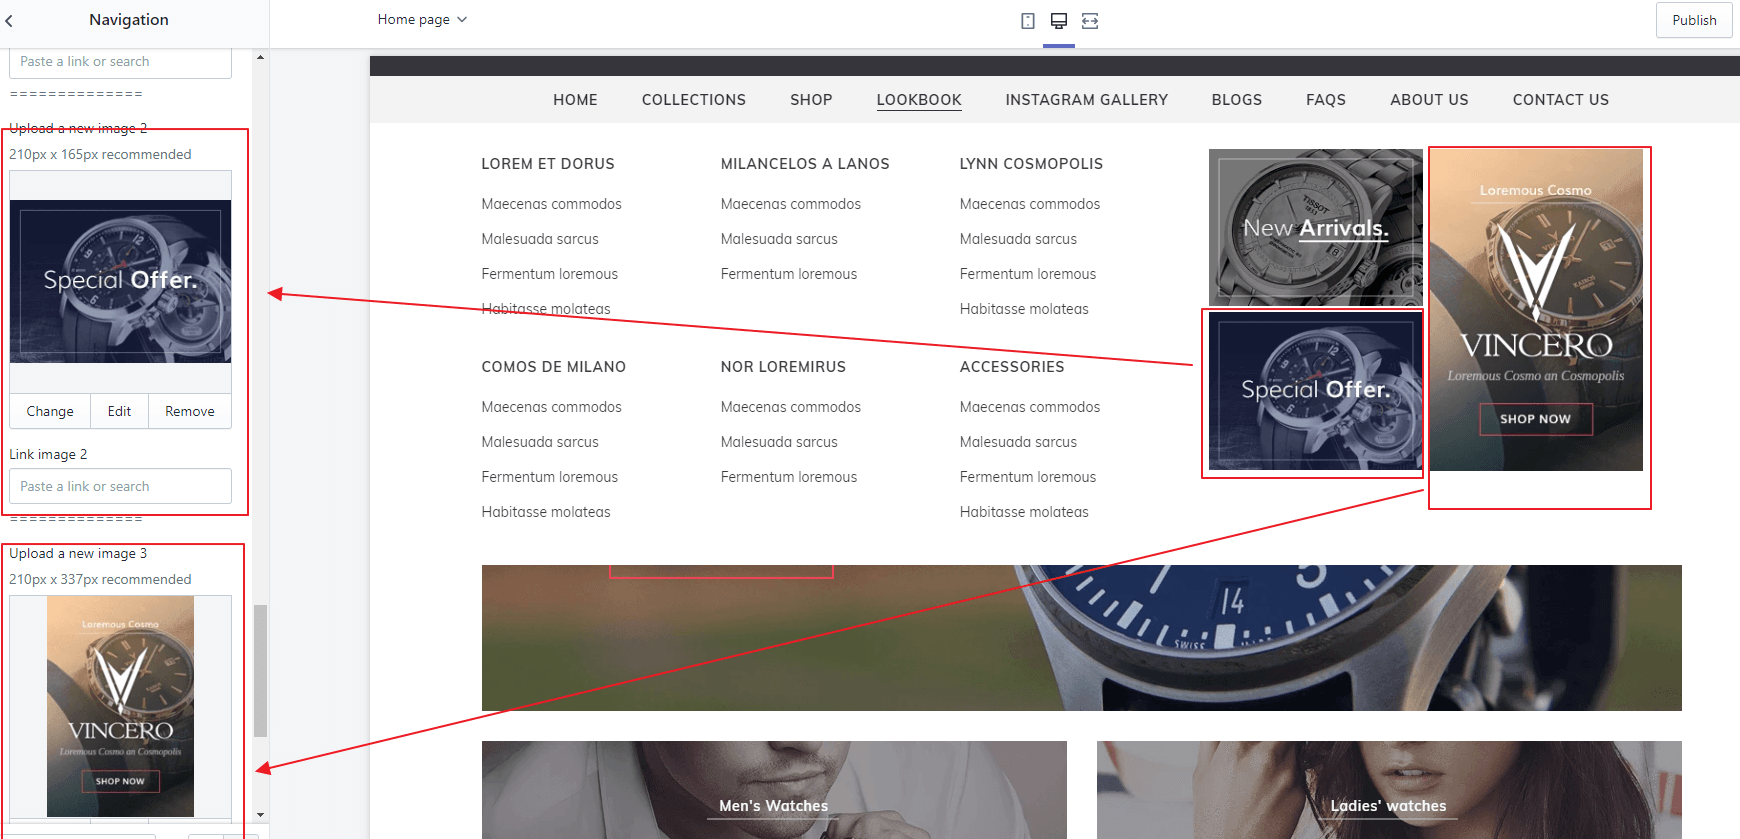 Navigation
Home page
Publish
Paste a link or search
==============
Upload a new image 2
210px x 165px recommended
Special Offer.
Change Edit Remove
Link image 2
Paste a link or search
==============
Upload a new image 3
210px x 337px recommended
Loremous Cosmo
VINCERO
Loremous Cosmo an Cosmopolis
SHOP NOW
HOME COLLECTIONS SHOP LOOKBOOK INSTAGRAM GALLERY BLOGS FAQS ABOUT US CONTACT US
LOREM ET DORUS
Maecenas commodos
Malesuada sarcus
Fermentum loremous
Habitasse molateas
MILANCELOS A LANOS
Maecenas commodos
Malesuada sarcus
Fermentum loremous
LYNN COSMOPOLIS
Maecenas commodos
Malesuada sarcus
Fermentum loremous
Habitasse molateas
COMOS DE MILANO
Maecenas commodos
Malesuada sarcus
Fermentum loremous
Habitasse molateas
NOR LOREMIRUS
Maecenas commodos
Malesuada sarcus
Fermentum loremous
ACCESSORIES
Maecenas commodos
Malesuada sarcus
Fermentum loremous
Habitasse molateas
TISSOT
1853
New Arrivals.
Special Offer.
Loremous Cosmo
VINCERO
Loremous Cosmo an Cosmopolis
SHOP NOW
5
14
SWISS
Men's Watches
Ladies' watches